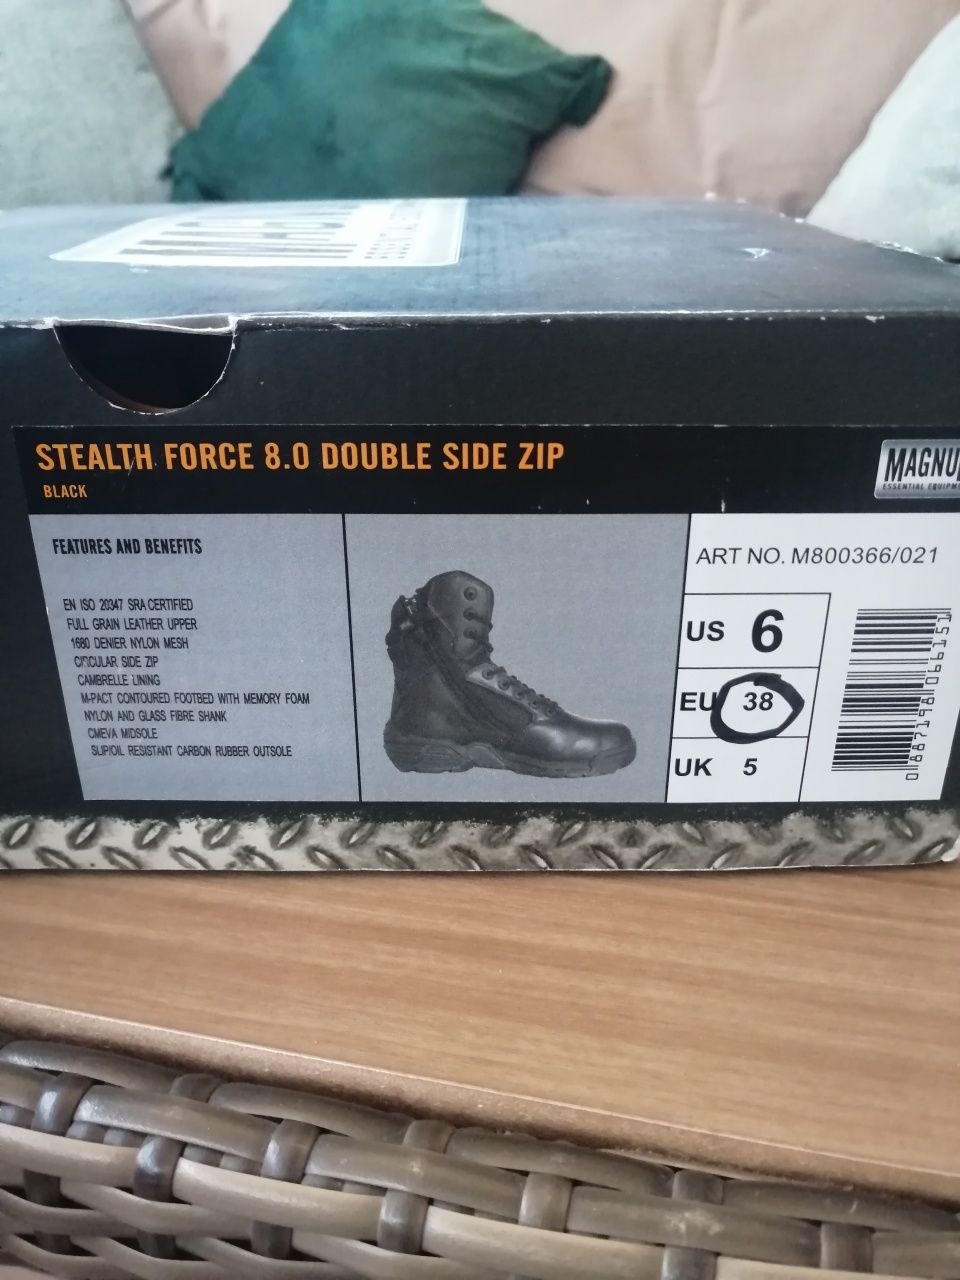 STEALTH FORCE 8.0 DOUBLE SIDE ZIP
BLACK
ESSENTIAL
FEATURES AND BENEFITS
EN ISO 20347 SRA CERTIFIED
FULL GRAIN LEATHER UPPER
1680 DENIER NYLON MESH
CIRCULAR SIDE ZIP
CAMBRELLE LINING
M-PACT CONTOURED FOOTBED WITH MEMORY FOAM
NYLON AND GLASS FIBRE SHANK
CMEVA MIDSOLE
SLIP/OIL RESISTANT CARBON RUBBER OUTSOLE
ART NO. M800366/021
US 6
EU 38
UK 5